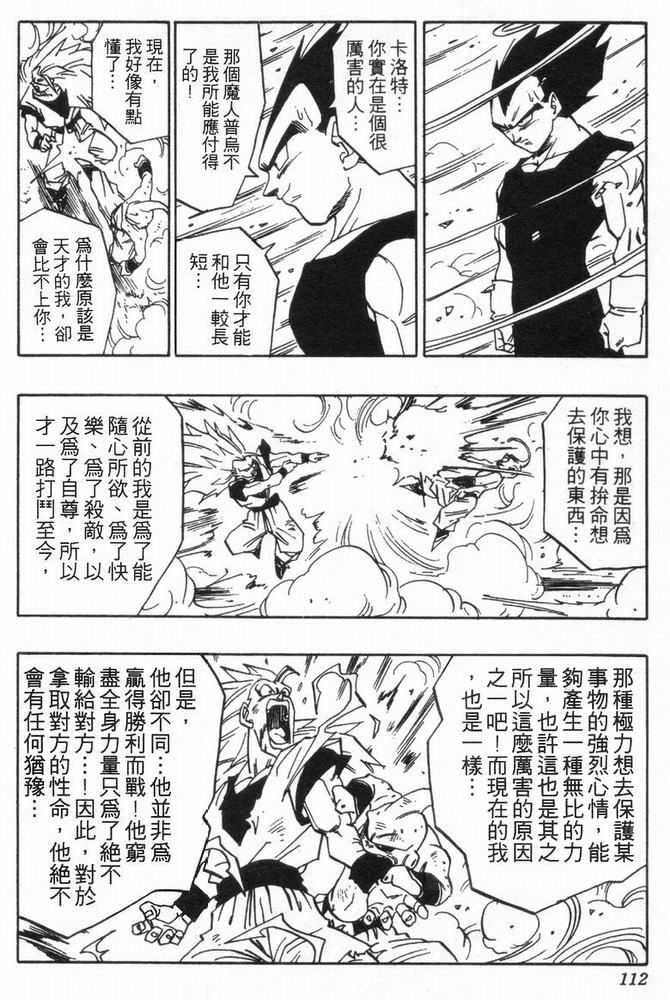 卡洛特…
你實在是個很
厲害的人…
那個魔人普烏不
是我所能應付得
了的！
只有你才能
和他一較長
短…
現在，
我好像有點
懂了…
爲什麼原該是
天才的我，卻
會比不上你…
我想，那是因爲
你心中有拚命想
去保護的東西…
從前的我是爲了能
隨心所欲、爲了快
樂、爲了殺敵，以
及爲了自尊，所以
才一路打鬥至今，
那種極力想去保護某
事物的強烈心情，能
夠產生一種無比的力
量，也許這也是其之
所以這麼厲害的原因
之一吧！而現在的我
，也是一樣…
但是，
他卻不同…他並非爲
贏得勝利而戰！他窮
盡全身力量只爲了絕不
輸給對方…！因此，對於
拿取對方的性命，他絕不
會有任何猶豫…
112